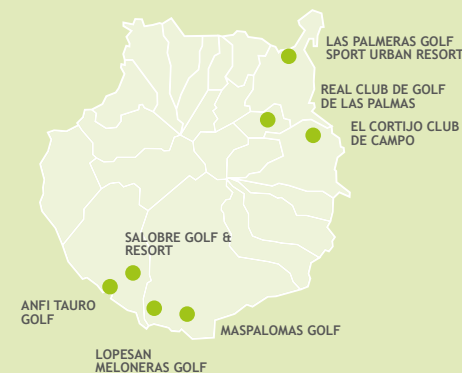 LAS PALMERAS GOLF
SPORT URBAN RESORT
REAL CLUB DE GOLF
DE LAS PALMAS
EL CORTIJO CLUB
DE CAMPO
SALOBRE GOLF &
RESORT
ANFI TAURO
GOLF
MASPALOMAS GOLF
LOPESAN
MELONERAS GOLF